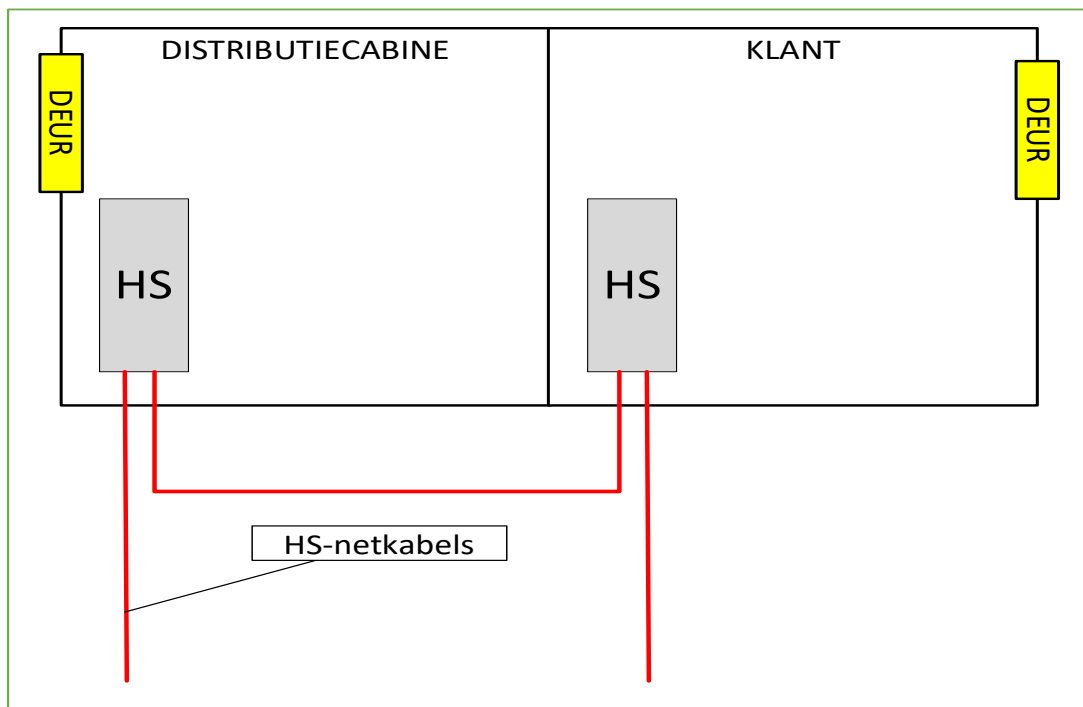 DISTRIBUTIECABINE
KLANT
DEUR
DEUR
HS
HS
HS-netkabels